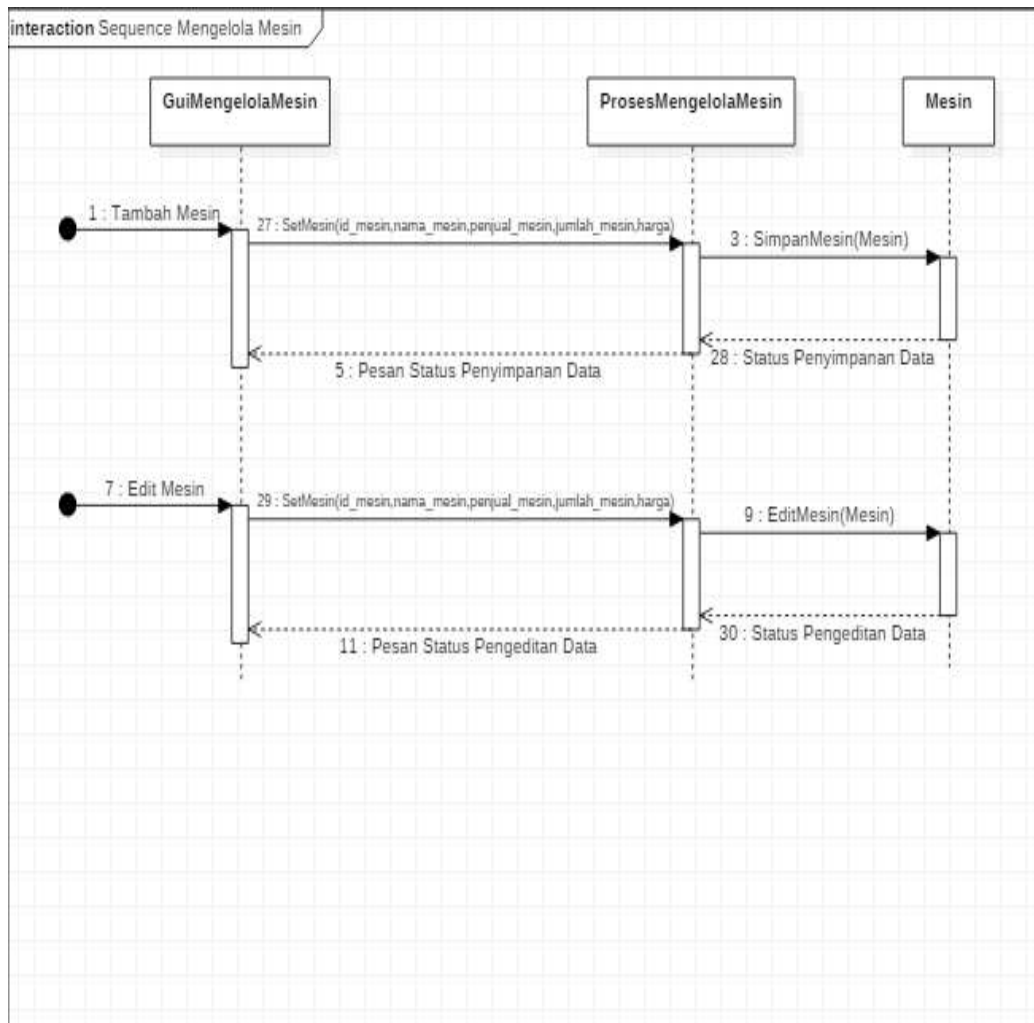 interaction Sequence Mengelola Mesin
GuiMengelolaMesin
ProsesMengelolaMesin
Mesin
1 : Tambah Mesin
27 : SetMesin(id_mesin,nama_mesin,penjual_mesin,jumlah_mesin,harga)
3 : SimpanMesin(Mesin)
28 : Status Penyimpanan Data
5 : Pesan Status Penyimpanan Data
7 : Edit Mesin
29 : SetMesin(id_mesin,nama_mesin,penjual_mesin,jumlah_mesin,harga)
9 : EditMesin(Mesin)
30 : Status Pengeditan Data
11 : Pesan Status Pengeditan Data